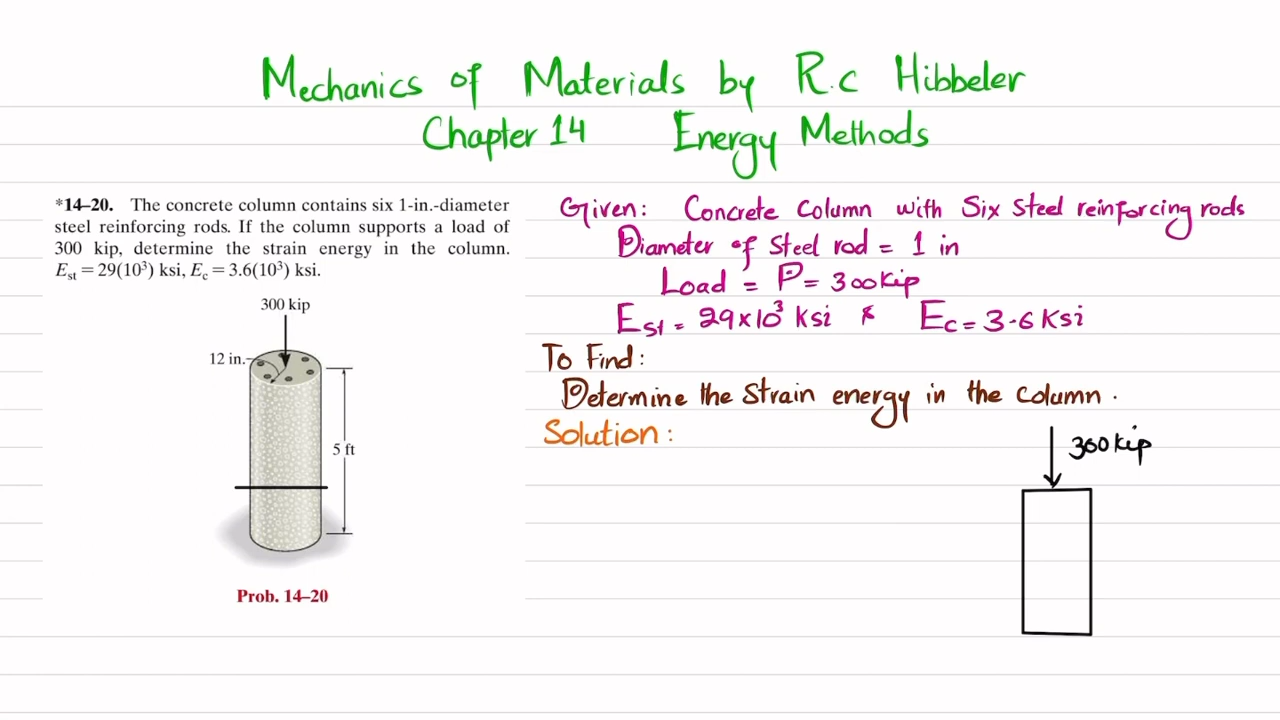 Mechanics of Materials by R.C Hibbeler
Chapter 14 Energy Methods
*14–20. The concrete column contains six 1-in.-diameter
steel reinforcing rods. If the column supports a load of
300 kip, determine the strain energy in the column.
Est = 29(10³) ksi, Ec = 3.6(10³) ksi.
300 kip
12 in.
5 ft
Prob. 14–20
Given: Concrete Column with Six Steel reinforcing rods
Diameter of Steel rod = 1 in
Load = P = 300kip
Est = 29x10³ ksi & Ec = 3.6 Ksi
To Find:
Determine the Strain energy in the Column.
Solution:
300 kip